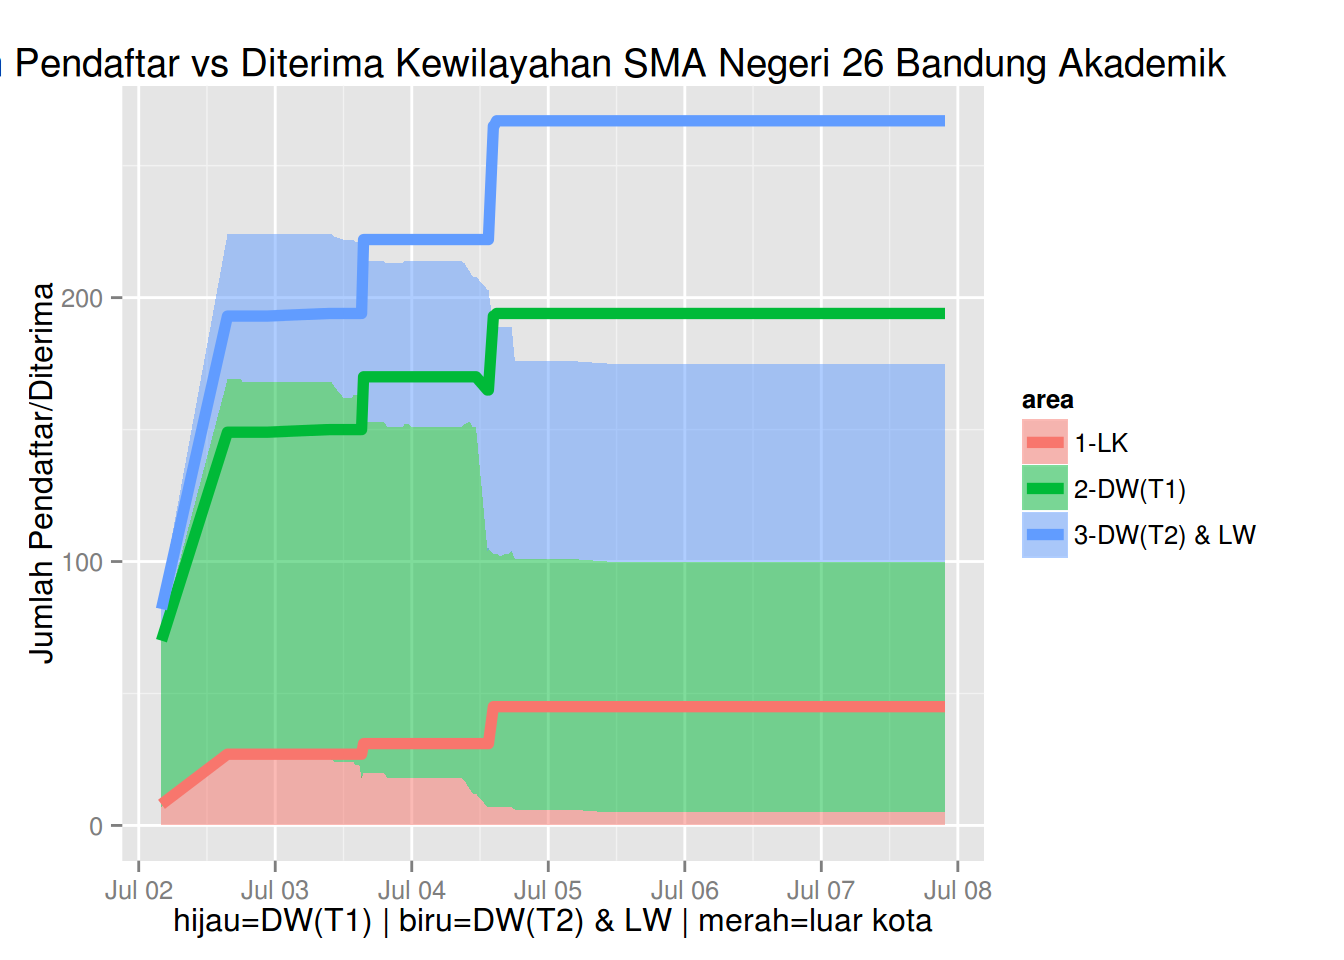 Pendaftar vs Diterima Kewilayahan SMA Negeri 26 Bandung Akademik
Jumlah Pendaftar/Diterima
200
100
0
Jul 02 Jul 03 Jul 04 Jul 05 Jul 06 Jul 07 Jul 08
hijau=DW(T1) | biru=DW(T2) & LW | merah=luar kota
area
1-LK
2-DW(T1)
3-DW(T2) & LW